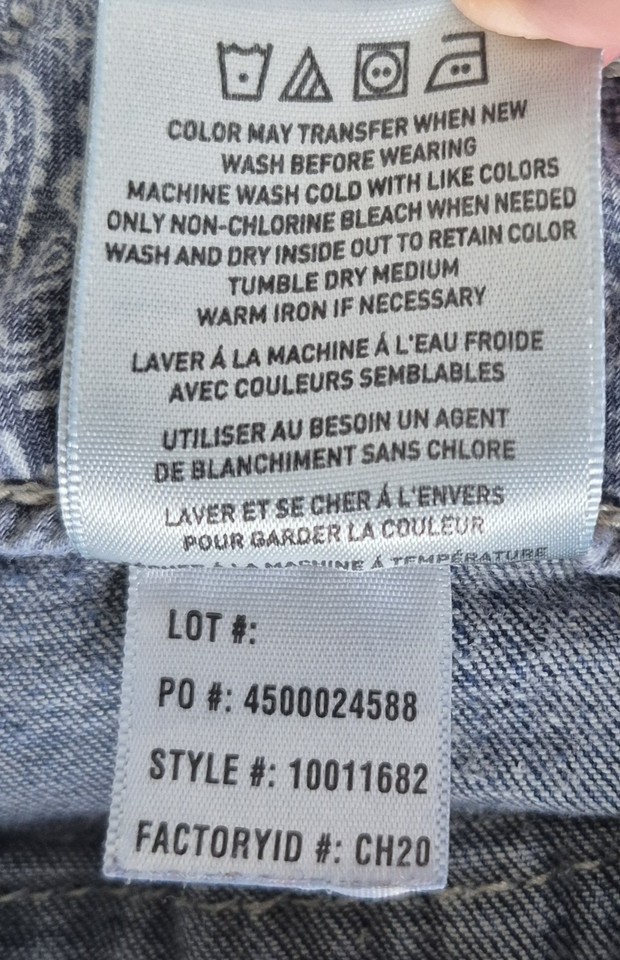 COLOR MAY TRANSFER WHEN NEW
WASH BEFORE WEARING
MACHINE WASH COLD WITH LIKE COLORS
ONLY NON-CHLORINE BLEACH WHEN NEEDED
WASH AND DRY INSIDE OUT TO RETAIN COLOR
TUMBLE DRY MEDIUM
WARM IRON IF NECESSARY
LAVER Á LA MACHINE Á L'EAU FROIDE
AVEC COULEURS SEMBLABLES
UTILISER AU BESOIN UN AGENT
DE BLANCHIMENT SANS CHLORE
LAVER ET SE CHER Á L'ENVERS
POUR GARDER LA COULEUR
Á LA MACHINE Á TEMPÉRATURE
LOT #:
PO #: 4500024588
STYLE #: 10011682
FACTORYID #: CH20